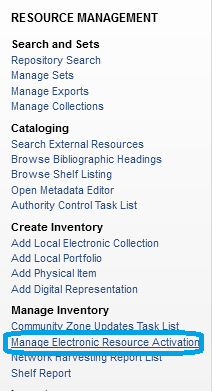 RESOURCE MANAGEMENT
Search and Sets
Repository Search
Manage Sets
Manage Exports
Manage Collections
Cataloging
Search External Resources
Browse Bibliographic Headings
Browse Shelf Listing
Open Metadata Editor
Authority Control Task List
Create Inventory
Add Local Electronic Collection
Add Local Portfolio
Add Physical Item
Add Digital Representation
Manage Inventory
Community Zone Updates Task List
Manage Electronic Resource Activation
Network Harvesting Report List
Shelf Report